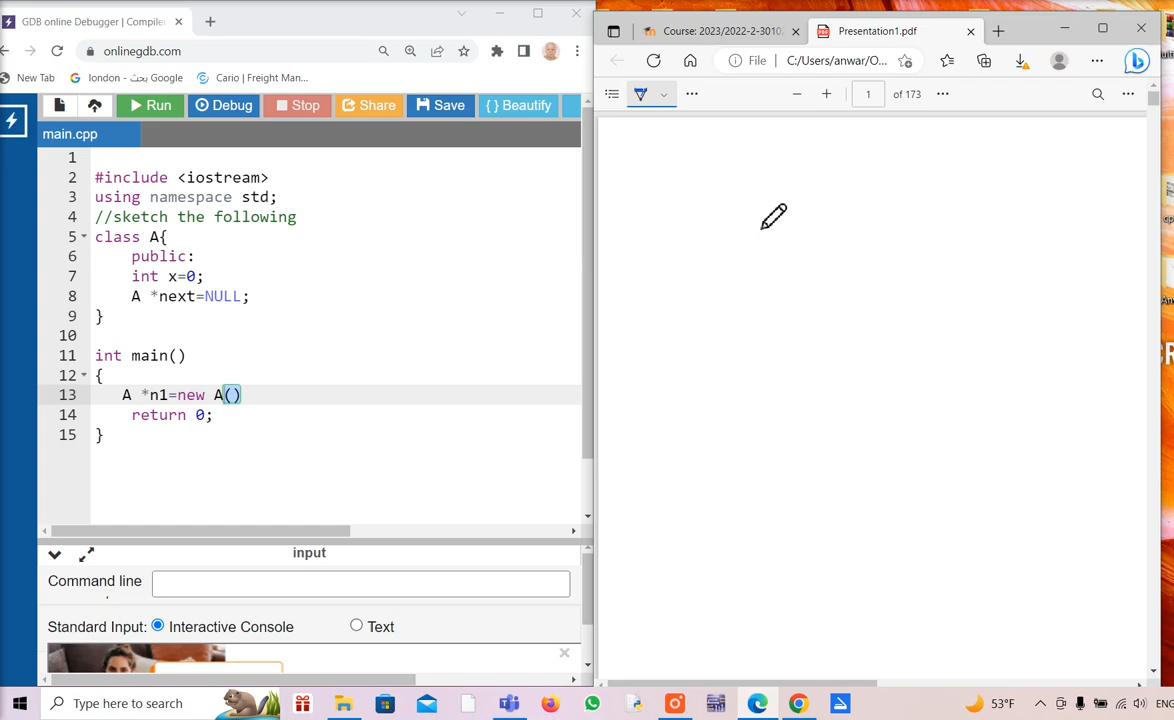 GDB online Debugger | Compiler
onlinegdb.com
New Tab
london - بحث Google
Cario | Freight Man...
Run
Debug
Stop
Share
Save
{ } Beautify
main.cpp
1
2 #include <iostream>
3 using namespace std;
4 //sketch the following
5 class A{
6 public:
7 int x=0;
8 A *next=NULL;
9 }
10
11 int main()
12 {
13 A *n1=new A()
14 return 0;
15 }
input
Command line
Standard Input: Interactive Console Text
Course: 2023/2022-2-3010
Presentation1.pdf
File C:/Users/anwar/O...
1 of 173
Type here to search
53°F